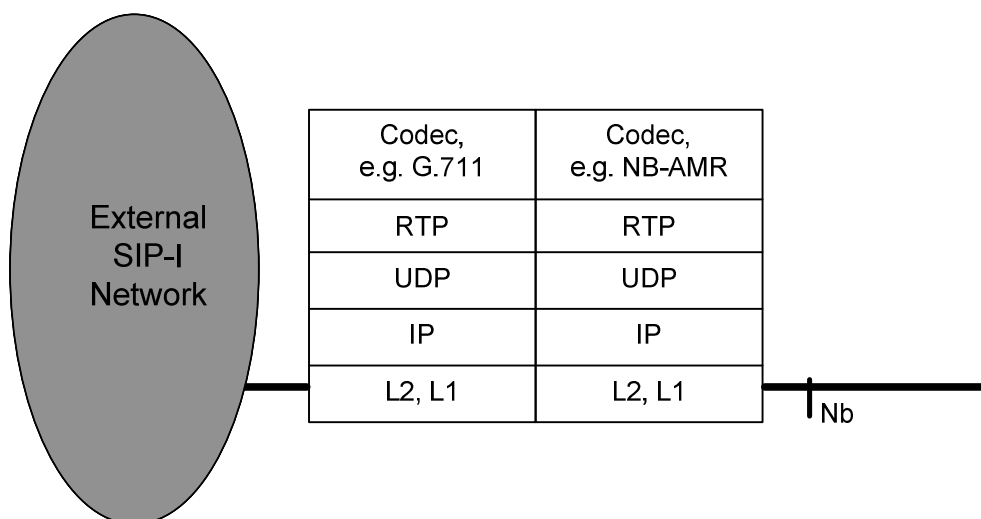 External
SIP-I
Network
Codec,
e.g. G.711
Codec,
e.g. NB-AMR
RTP
RTP
UDP
UDP
IP
IP
L2, L1
L2, L1
Nb